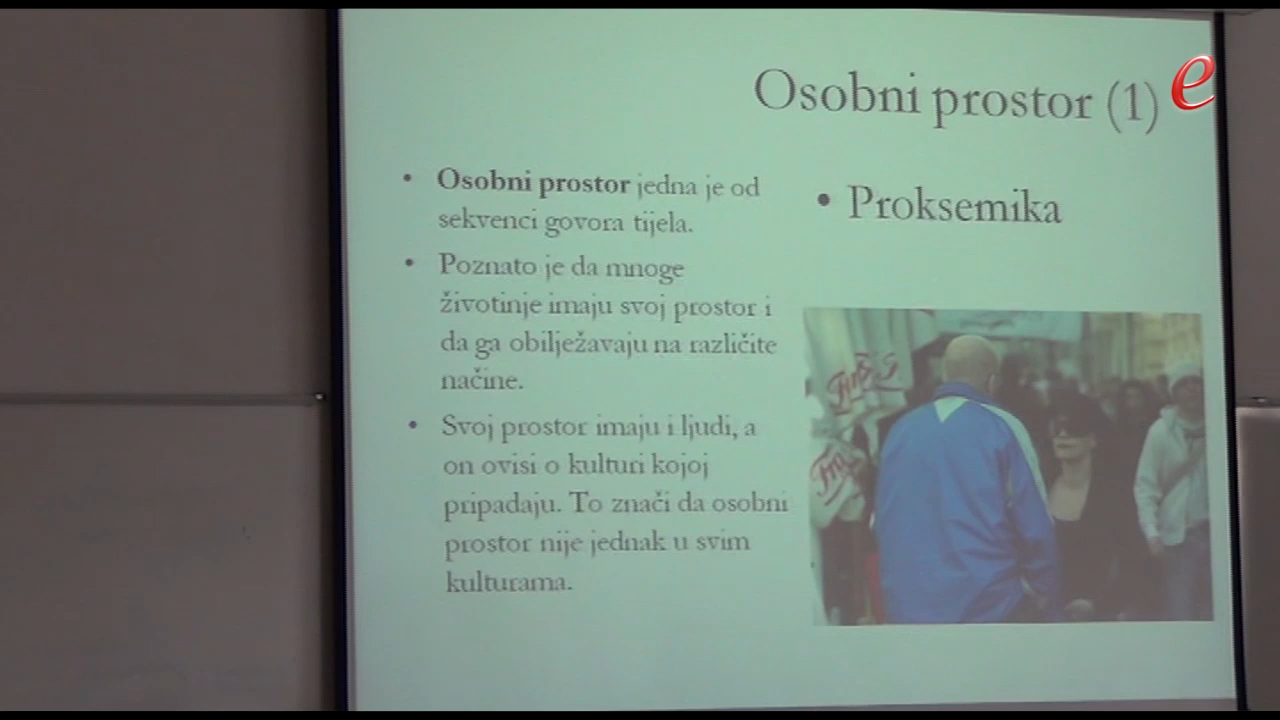 Osobni prostor (1)
e
• Osobni prostor jedna je od
sekvenci govora tijela.
• Poznato je da mnoge
životinje imaju svoj prostor i
da ga obilježavaju na različite
načine.
• Svoj prostor imaju i ljudi, a
on ovisi o kulturi kojoj
pripadaju. To znači da osobni
prostor nije jednak u svim
kulturama.
• Proksemika